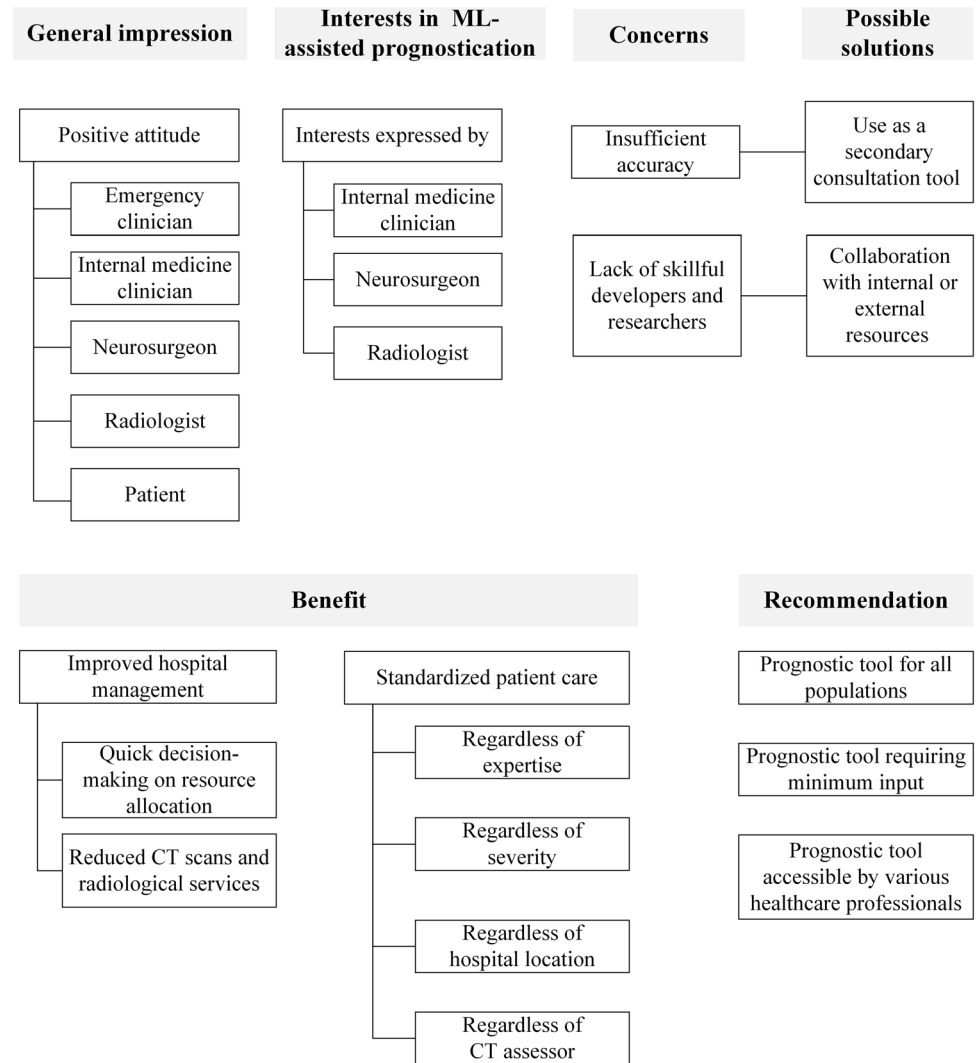 General impression
Positive attitude
Emergency
clinician
Internal medicine
clinician
Neurosurgeon
Radiologist
Patient
Interests in ML-
assisted prognostication
Interests expressed by
Internal medicine
clinician
Neurosurgeon
Radiologist
Concerns
Possible
solutions
Insufficient
accuracy
Use as a
secondary
consultation tool
Lack of skillful
developers and
researchers
Collaboration
with internal or
external
resources
Benefit
Improved hospital
management
Quick decision-
making on resource
allocation
Reduced CT scans and
radiological services
Standardized patient care
Regardless of
expertise
Regardless of
severity
Regardless of
hospital location
Regardless of
CT assessor
Recommendation
Prognostic tool for all
populations
Prognostic tool requiring
minimum input
Prognostic tool
accessible by various
healthcare professionals